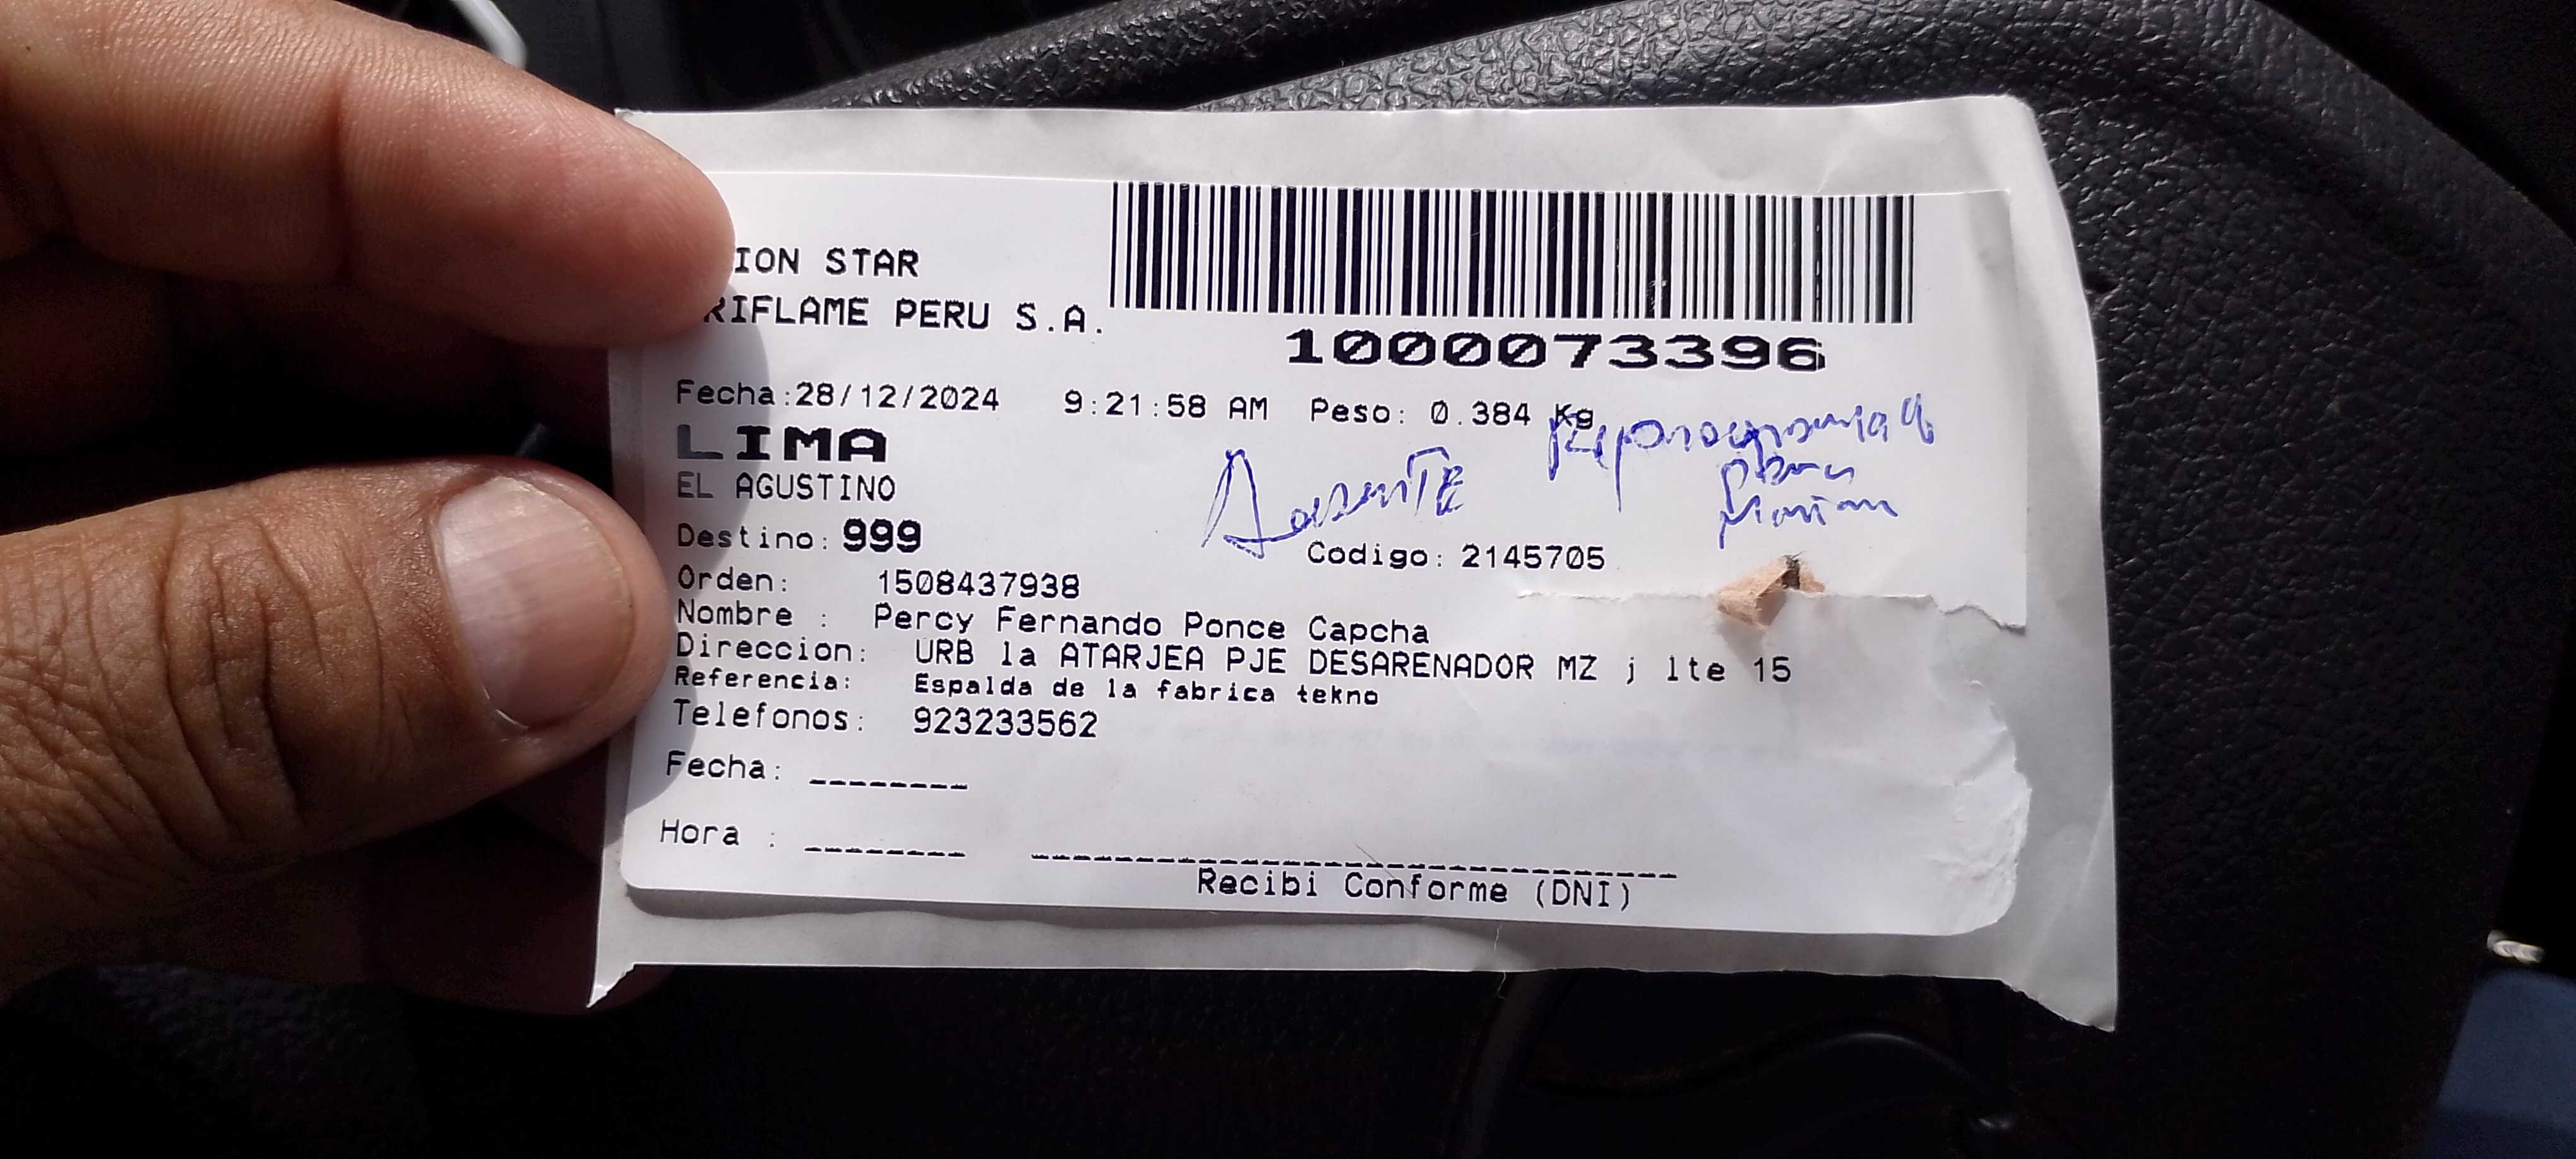 ION STAR
RIFLAME PERU S.A.
1000073396
Fecha:28/12/2024 9:21:58 AM Peso: 0.384 Kg
LIMA
EL AGUSTINO
Destino: 999
Codigo: 2145705
Orden: 1508437938
Nombre : Percy Fernando Ponce Capcha
Direccion: URB la ATARJEA PJE DESARENADOR MZ j lte 15
Referencia: Espalda de la fabrica tekno
Telefonos: 923233562
Fecha: ________
Hora : ________
Recibi Conforme (DNI)